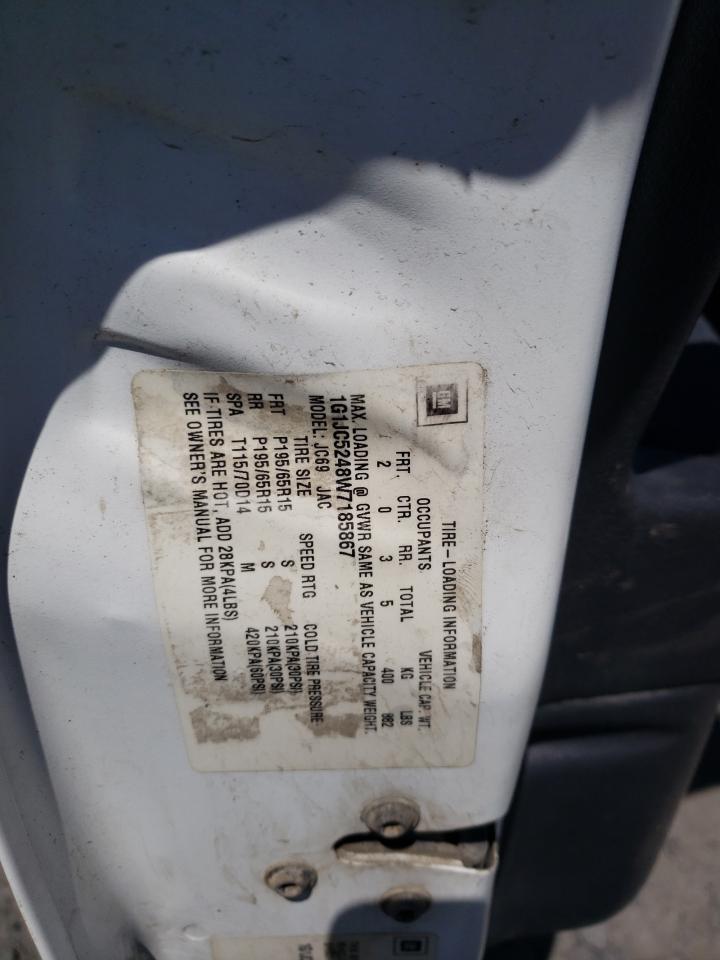 GM
TIRE-LOADING INFORMATION
OCCUPANTS VEHICLE CAP. WT.
FRT. CTR. RR. TOTAL KG LBS
2 0 3 5 400 882
MAX. LOADING @ GVWR SAME AS VEHICLE CAPACITY WEIGHT.
1G1JC5248W7185867
MODEL: JC69 JAC
TIRE SIZE SPEED RTG COLD TIRE PRESSURE
FRT P195/65R15 S 210KPA(30PSI)
RR P195/65R15 S 210KPA(30PSI)
SPA T115/70D14 M 420KPA(60PSI)
IF TIRES ARE HOT, ADD 28KPA(4LBS)
SEE OWNER'S MANUAL FOR MORE INFORMATION
GM